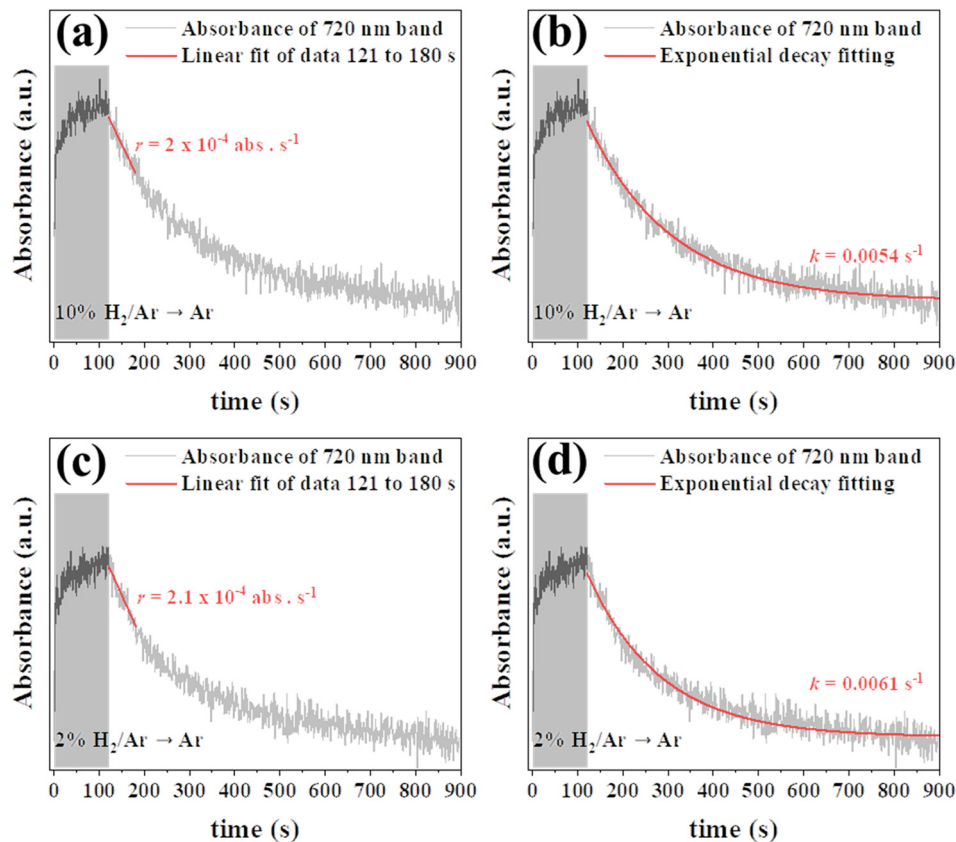 (a)
Absorbance of 720 nm band
Linear fit of data 121 to 180 s
r = 2 x 10⁻⁴ abs . s⁻¹
10% H₂/Ar → Ar
Absorbance (a.u.)
0 100 200 300 400 500 600 700 800 900
time (s)
(b)
Absorbance of 720 nm band
Exponential decay fitting
k = 0.0054 s⁻¹
10% H₂/Ar → Ar
Absorbance (a.u.)
0 100 200 300 400 500 600 700 800 900
time (s)
(c)
Absorbance of 720 nm band
Linear fit of data 121 to 180 s
r = 2.1 x 10⁻⁴ abs . s⁻¹
2% H₂/Ar → Ar
Absorbance (a.u.)
0 100 200 300 400 500 600 700 800 900
time (s)
(d)
Absorbance of 720 nm band
Exponential decay fitting
k = 0.0061 s⁻¹
2% H₂/Ar → Ar
Absorbance (a.u.)
0 100 200 300 400 500 600 700 800 900
time (s)